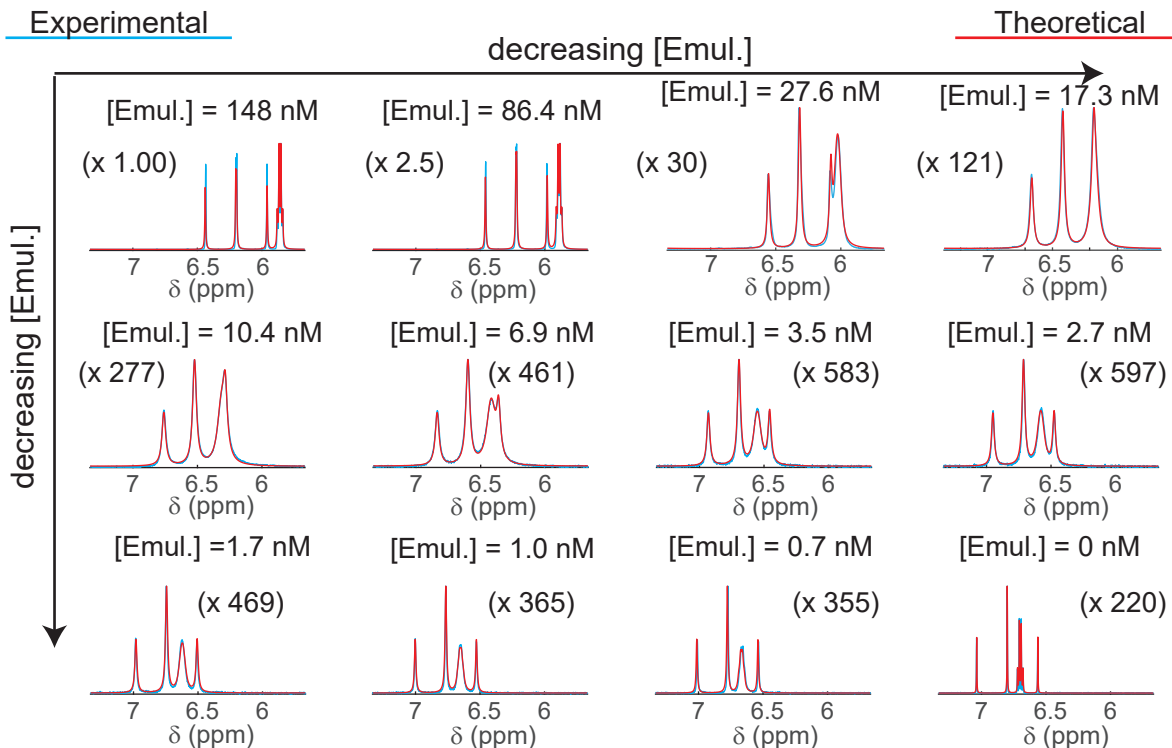 Experimental
Theoretical
decreasing [Emul.]
decreasing [Emul.]
[Emul.] = 148 nM
(x 1.00)
7 6.5 6
δ (ppm)
[Emul.] = 86.4 nM
(x 2.5)
7 6.5 6
δ (ppm)
[Emul.] = 27.6 nM
(x 30)
7 6.5 6
δ (ppm)
[Emul.] = 17.3 nM
(x 121)
7 6.5 6
δ (ppm)
[Emul.] = 10.4 nM
(x 277)
7 6.5 6
δ (ppm)
[Emul.] = 6.9 nM
(x 461)
7 6.5 6
δ (ppm)
[Emul.] = 3.5 nM
(x 583)
7 6.5 6
δ (ppm)
[Emul.] = 2.7 nM
(x 597)
7 6.5 6
δ (ppm)
[Emul.] =1.7 nM
(x 469)
7 6.5 6
δ (ppm)
[Emul.] = 1.0 nM
(x 365)
7 6.5 6
δ (ppm)
[Emul.] = 0.7 nM
(x 355)
7 6.5 6
δ (ppm)
[Emul.] = 0 nM
(x 220)
7 6.5 6
δ (ppm)